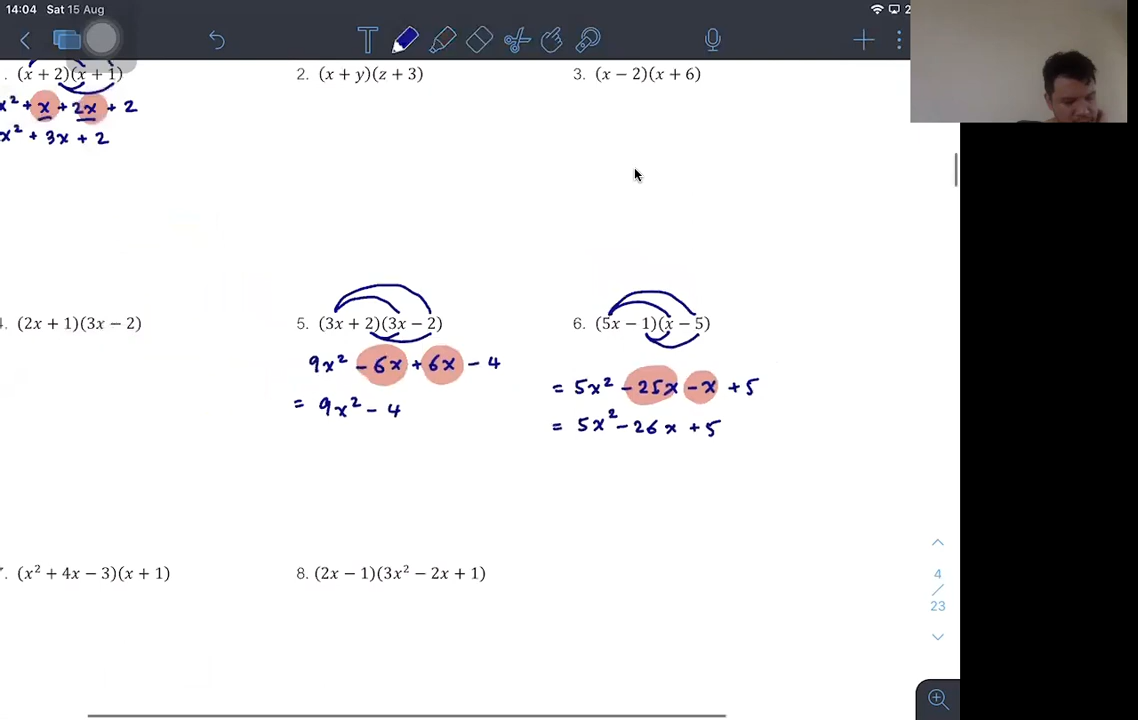 14:04 Sat 15 Aug
. (x + 2)(x + 1)
x² + x + 2x + 2
x² + 3x + 2
2. (x + y)(z + 3)
3. (x − 2)(x + 6)
4. (2x + 1)(3x − 2)
5. (3x + 2)(3x − 2)
9x² − 6x + 6x − 4
= 9x² − 4
6. (5x − 1)(x − 5)
= 5x² − 25x − x + 5
= 5x² − 26x + 5
7. (x² + 4x − 3)(x + 1)
8. (2x − 1)(3x² − 2x + 1)
4
/
23